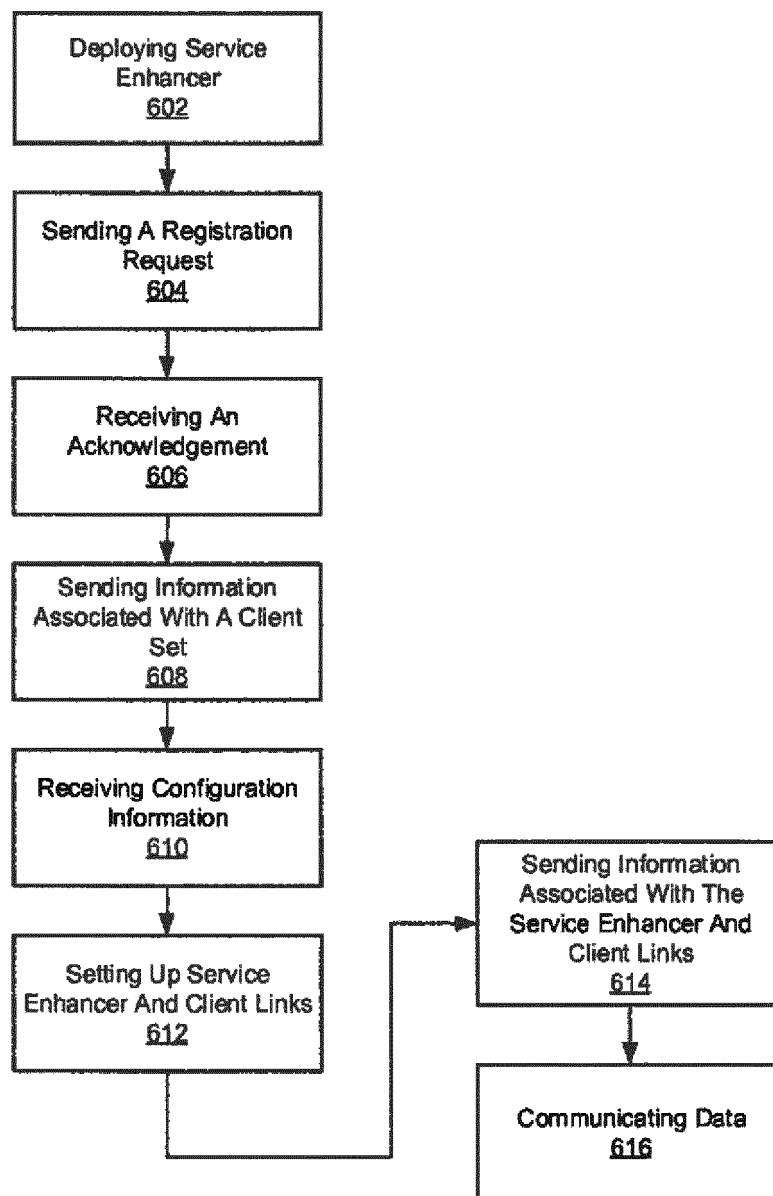 Deploying Service
Enhancer
602
Sending A Registration
Request
604
Receiving An
Acknowledgement
606
Sending Information
Associated With A Client
Set
608
Receiving Configuration
Information
610
Setting Up Service
Enhancer And Client Links
612
Sending Information
Associated With The
Service Enhancer And
Client Links
614
Communicating Data
616